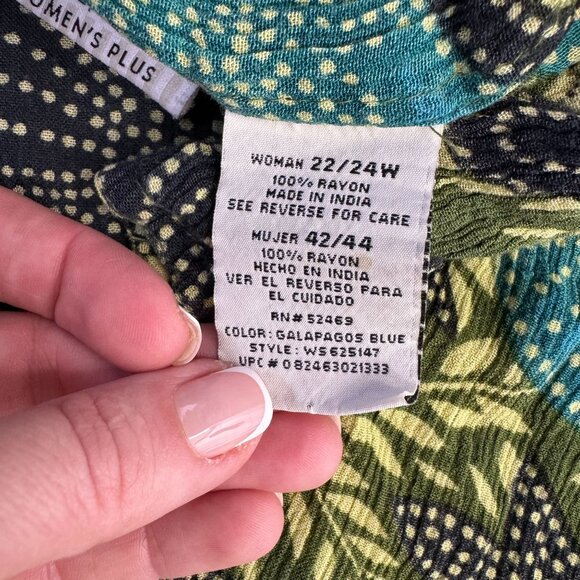 WOMEN'S PLUS
WOMAN 22/24W
100% RAYON
MADE IN INDIA
SEE REVERSE FOR CARE
MUJER 42/44
100% RAYON
HECHO EN INDIA
VER EL REVERSO PARA
EL CUIDADO
RN# 52469
COLOR: GALAPAGOS BLUE
STYLE: WS625147
UPC# 082463021333